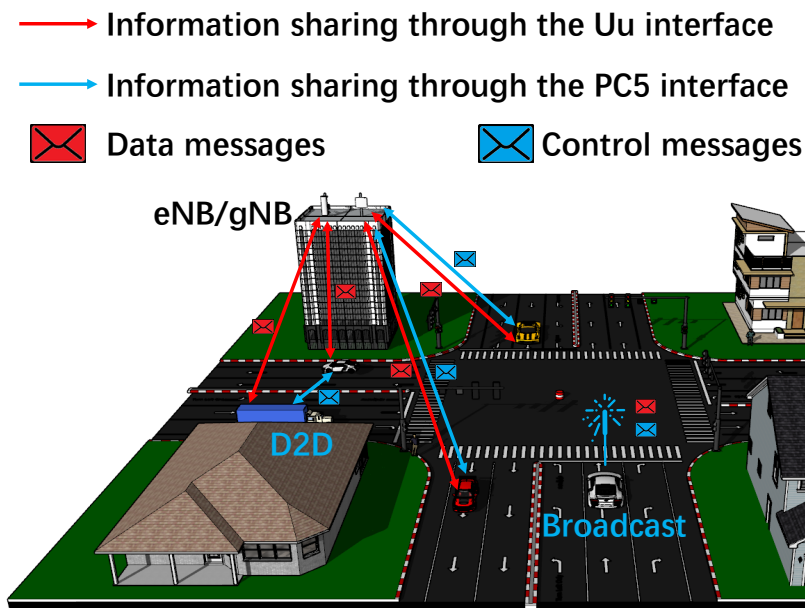 Information sharing through the Uu interface
Information sharing through the PC5 interface
Data messages
Control messages
eNB/gNB
D2D
Broadcast